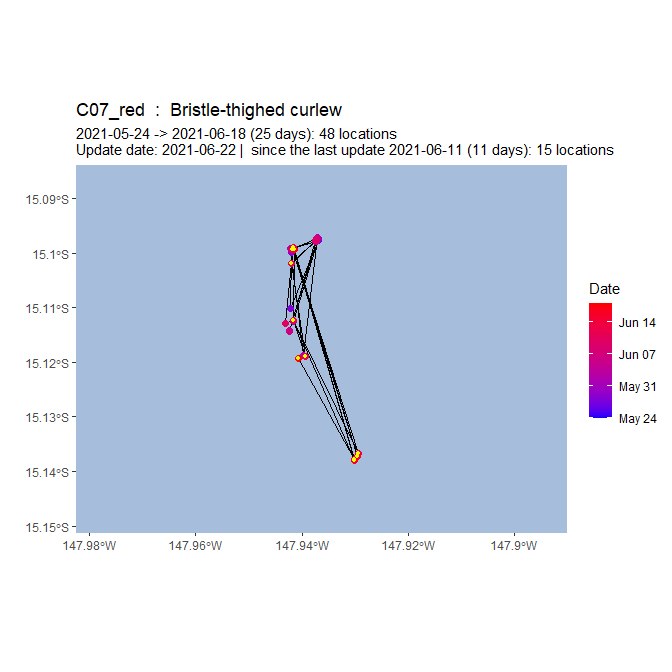 C07_red  :  Bristle-thighed curlew
2021-05-24 -> 2021-06-18 (25 days): 48 locations
Update date: 2021-06-22 |  since the last update 2021-06-11 (11 days): 15 locations
15.09°S
15.1°S
15.11°S
15.12°S
15.13°S
15.14°S
15.15°S
147.98°W
147.96°W
147.94°W
147.92°W
147.9°W
Date
Jun 14
Jun 07
May 31
May 24